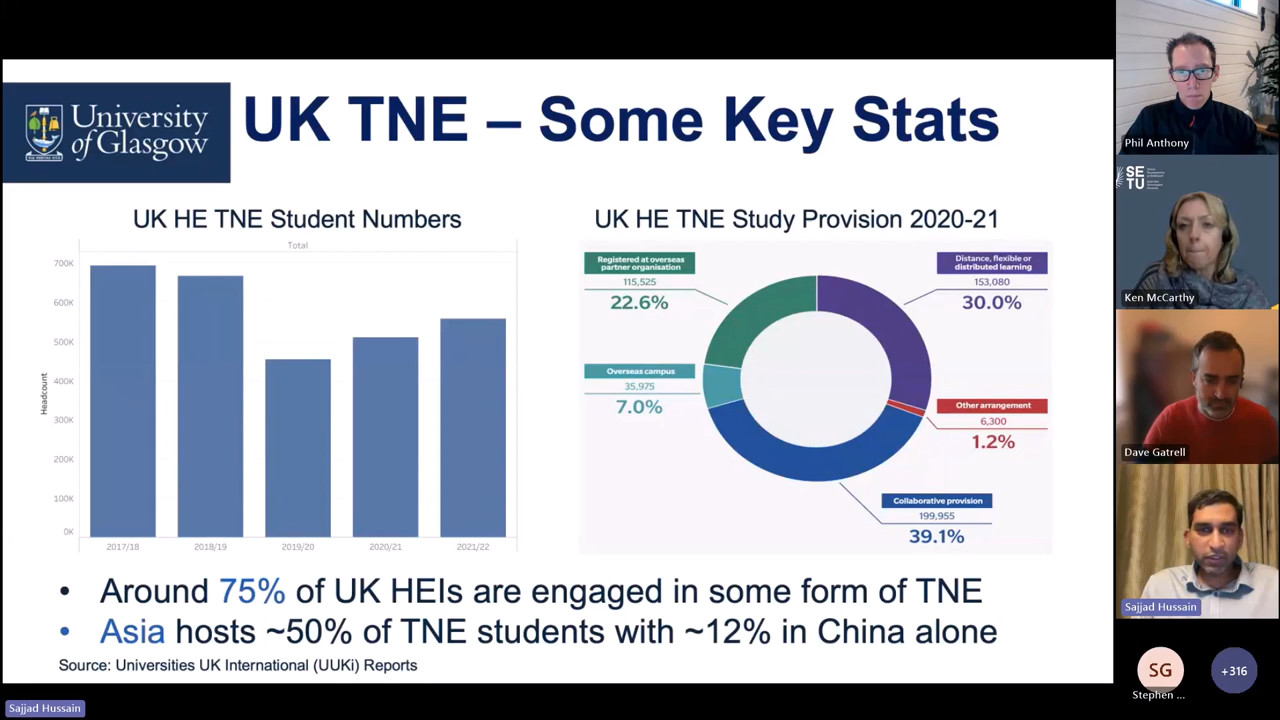 University
of Glasgow
UK TNE – Some Key Stats
UK HE TNE Student Numbers
Total
700K
600K
500K
400K
300K
200K
100K
0K
Headcount
2017/18
2018/19
2019/20
2020/21
2021/22
UK HE TNE Study Provision 2020-21
Registered at overseas
partner organisation
115,525
22.6%
Distance, flexible or
distributed learning
153,080
30.0%
Overseas campus
35,975
7.0%
Other arrangement
6,300
1.2%
Collaborative provision
199,955
39.1%
• Around 75% of UK HEIs are engaged in some form of TNE
• Asia hosts ~50% of TNE students with ~12% in China alone
Source: Universities UK International (UUKi) Reports
Sajjad Hussain
Phil Anthony
SE
TU
Ken McCarthy
Dave Gatrell
Sajjad Hussain
SG
Stephen ...
+316